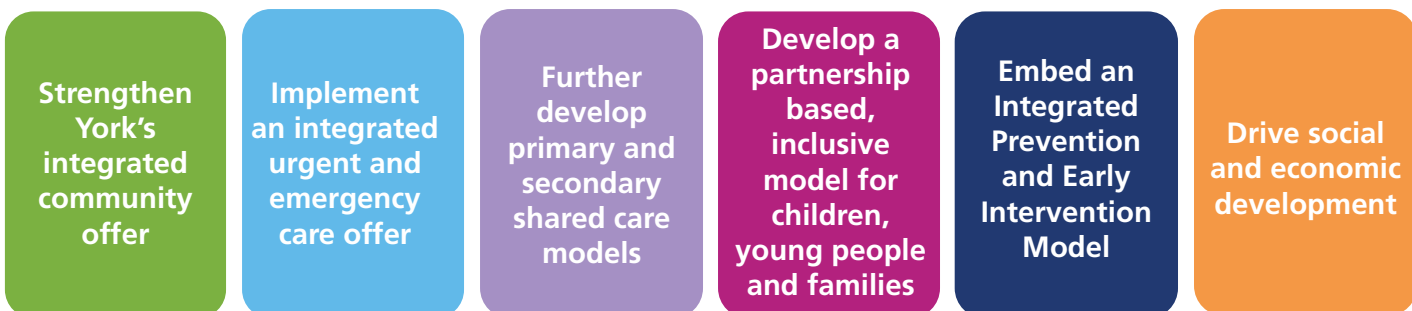 Strengthen
York's
integrated
community
offer
Implement
an integrated
urgent and
emergency
care offer
Further
develop
primary and
secondary
shared care
models
Develop a
partnership
based,
inclusive
model for
children,
young people
and families
Embed an
Integrated
Prevention
and Early
Intervention
Model
Drive social
and economic
development